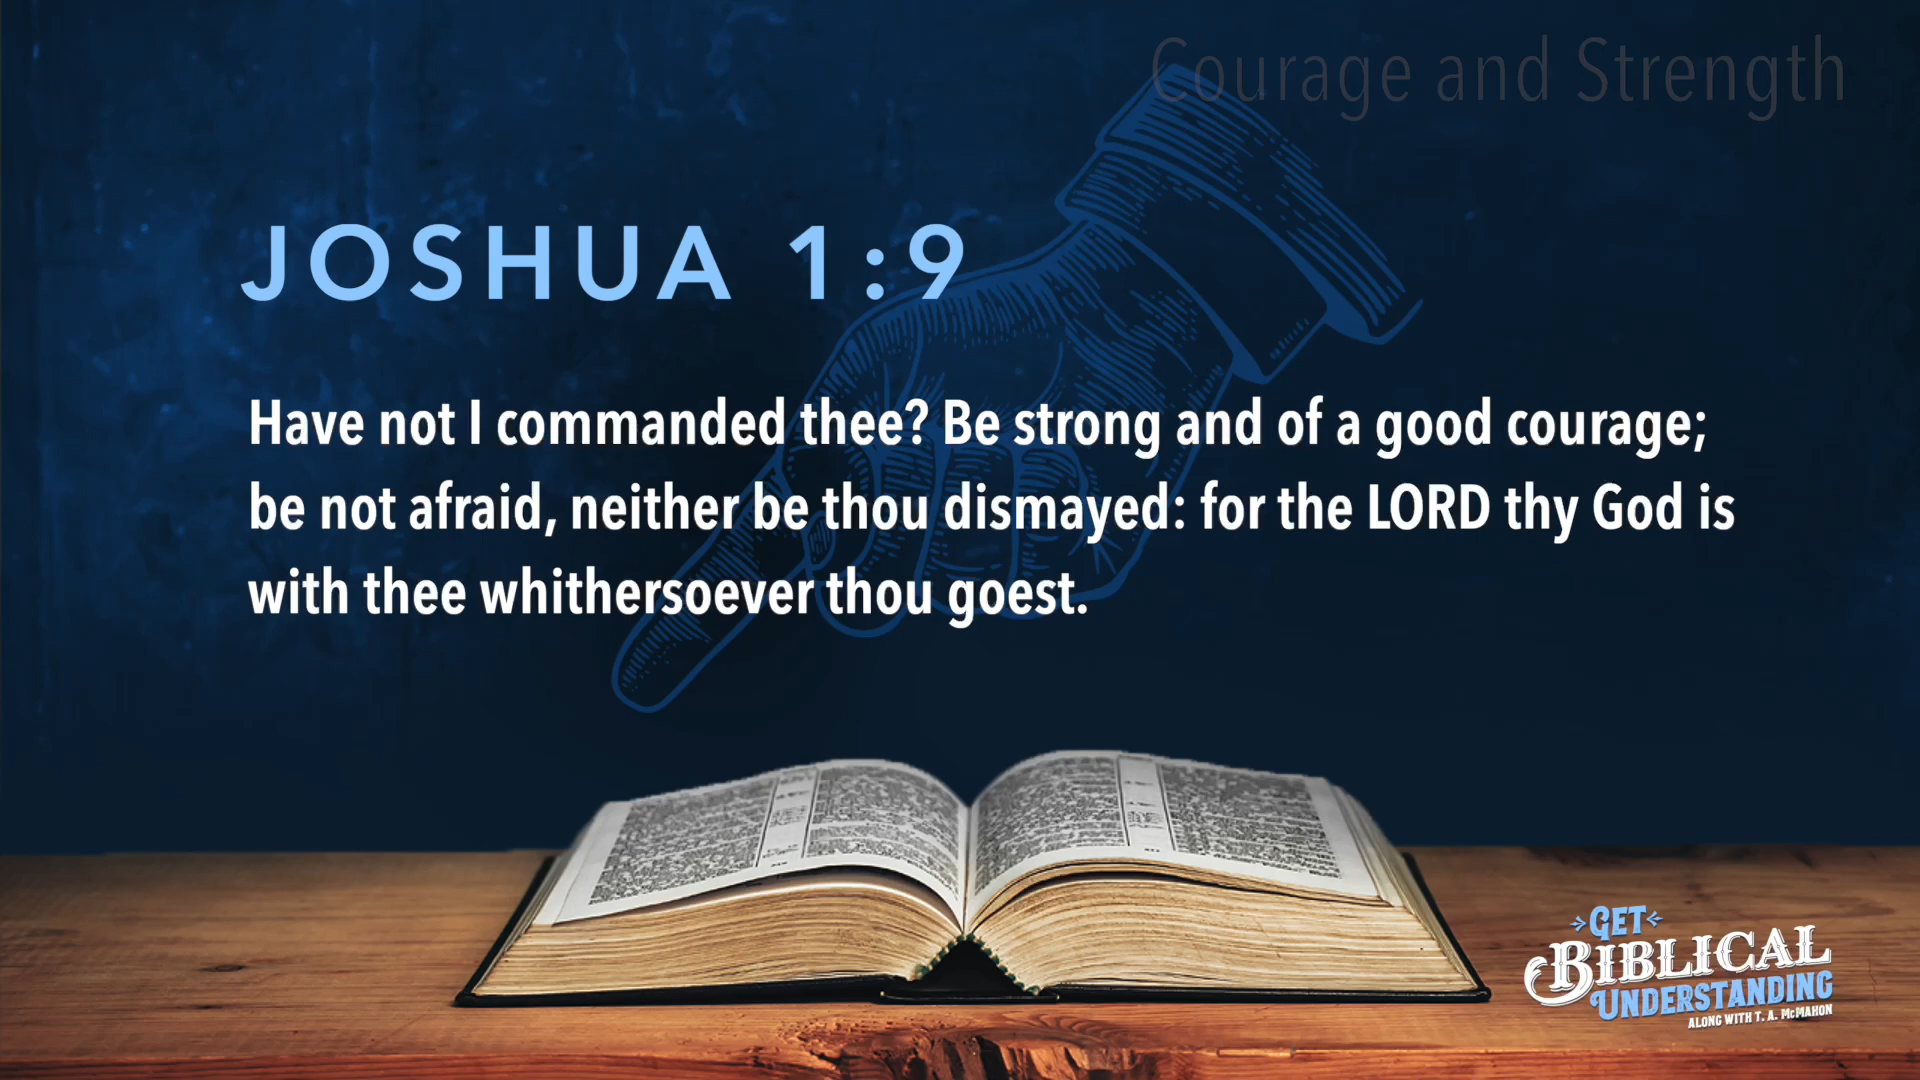 Courage and Strength
JOSHUA 1:9
Have not I commanded thee? Be strong and of a good courage;
be not afraid, neither be thou dismayed: for the LORD thy God is
with thee whithersoever thou goest.
GET
BIBLICAL
UNDERSTANDING
ALONG WITH T. A. McMAHON